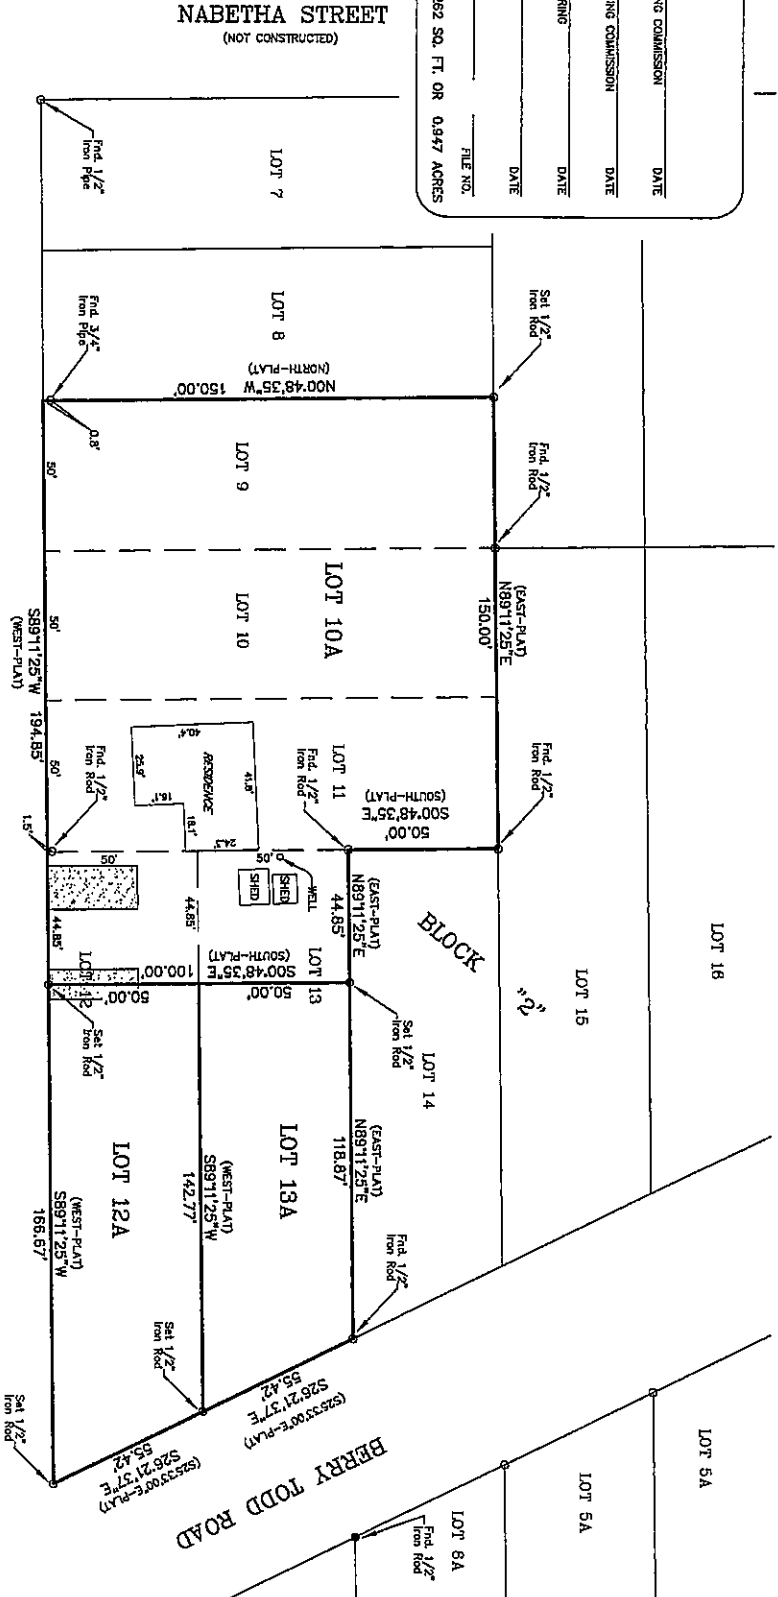 NABETHA STREET
(NOT CONSTRUCTED)
NG COMMISSION
DATE
NG COMMISSION
DATE
RING
DATE
DATE
FILE NO.
262 SQ. FT. OR 0.947 ACRES
Fnd. 1/2"
Iron Pipe
LOT 7
LOT 8
Fnd. 3/4"
Iron Pipe
0.8'
N00°48'35"W 150.00'
(NORTH-PLAT)
Set 1/2"
Iron Rod
Fnd. 1/2"
Iron Rod
LOT 9
50'
LOT 10A
LOT 10
50'
S89°11'25"W 194.85'
(WEST-PLAT)
(EAST-PLAT)
N89°11'25"E
150.00'
Fnd. 1/2"
Iron Rod
LOT 11
50'
Fnd. 1/2"
Iron Rod
Fnd. 1/2"
Iron Rod
1.5'
RESIDENCE
40.4'
41.8'
25.9'
16.1'
18.1'
24.3'
S00°48'35"E
50.00'
(SOUTH-PLAT)
(EAST-PLAT)
N89°11'25"E
44.85'
50'
50'
WELL
SHED
SHED
44.85'
44.85'
LOT 12
LOT 13
50.00'
50.00'
S00°48'35"E 100.00'
(SOUTH-PLAT)
Set 1/2"
Iron Rod
Set 1/2"
Iron Rod
BLOCK
"2"
LOT 14
LOT 15
LOT 16
LOT 12A
LOT 13A
(EAST-PLAT)
N89°11'25"E
118.87'
(WEST-PLAT)
S89°11'25"W
142.77'
(WEST-PLAT)
S89°11'25"W
166.67'
Fnd. 1/2"
Iron Rod
Set 1/2"
Iron Rod
Set 1/2"
Iron Rod
(S25°33'00"E-PLAT)
S26°21'37"E
55.42'
(S25°33'00"E-PLAT)
S26°21'37"E
55.42'
BERRY TODD ROAD
LOT 5A
LOT 5A
LOT 6A
Fnd. 1/2"
Iron Rod